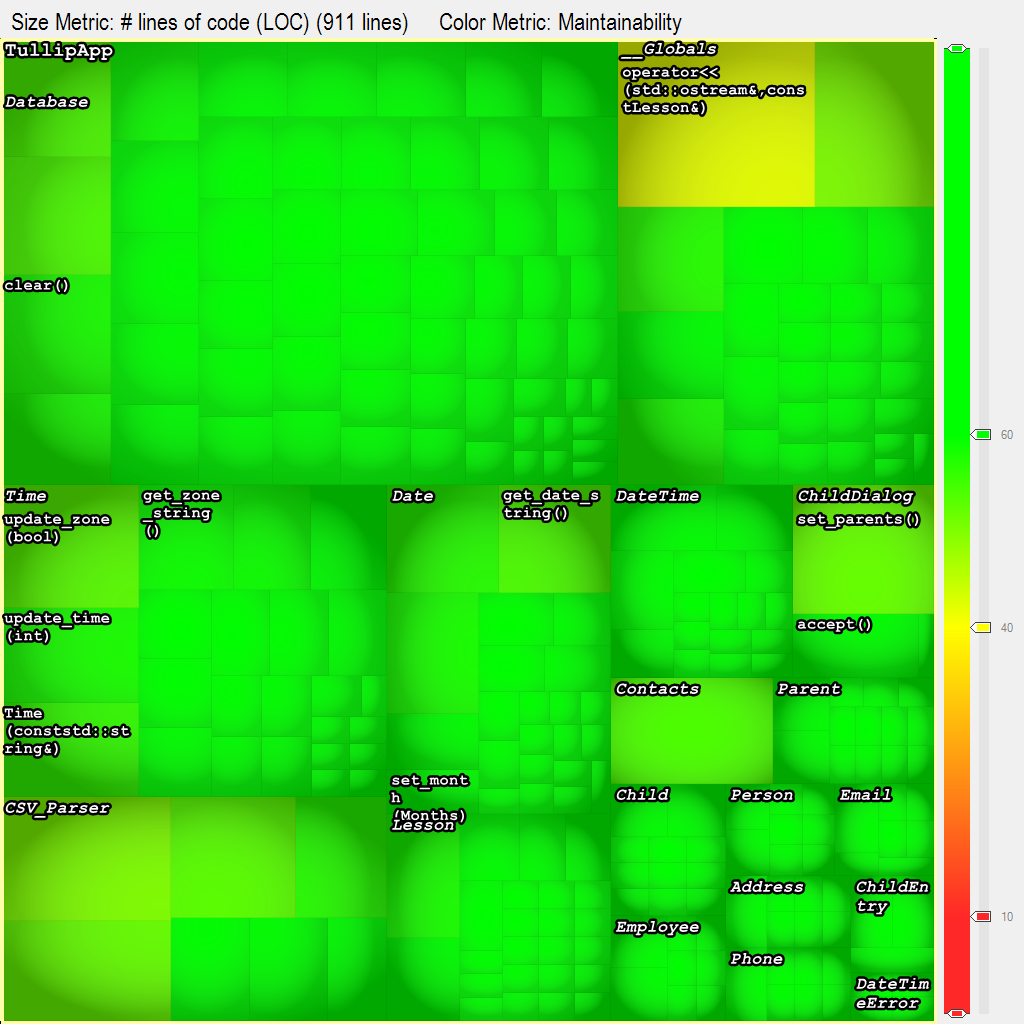 Size Metric: # lines of code (LOC) (911 lines) Color Metric: Maintainability
TullipApp
Database
clear()
__Globals
operator<<
(std::ostream&,cons
tLesson&)
60
40
10
Time
update_zone
(bool)
update_time
(int)
Time
(conststd::st
ring&)
get_zone
_string
()
Date
get_date_s
tring()
set_mont
h
(Months)
DateTime
ChildDialog
set_parents()
accept()
Contacts
Parent
CSV_Parser
Lesson
Child
Person
Email
Address
ChildEn
try
Employee
Phone
DateTim
eError